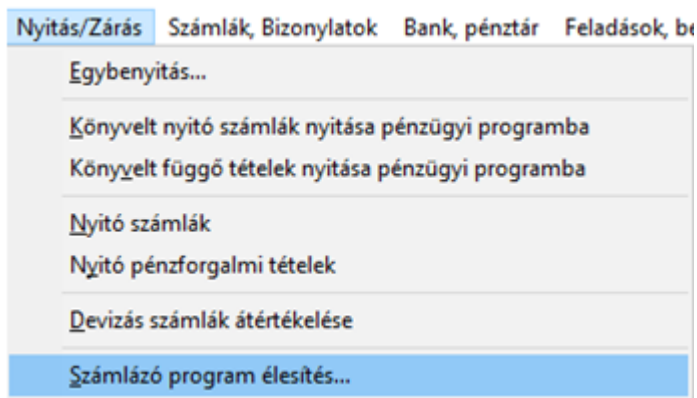 Nyitás/Zárás Számlák, Bizonylatok Bank, pénztár Feladások, be
Egybenyitás...
Könyvelt nyitó számlák nyitása pénzügyi programba
Könyvelt függő tételek nyitása pénzügyi programba
Nyitó számlák
Nyitó pénzforgalmi tételek
Devizás számlák átértékelése
Számlázó program élesítés...